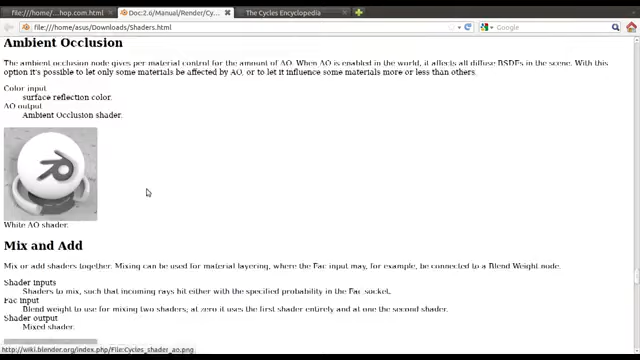 file:///home/...hop.com.html
Doc:2.6/Manual/Render/Cy...
The Cycles Encyclopedia
file:///home/asus/Downloads/Shaders.html
Google
Ambient Occlusion
The ambient occlusion node gives per material control for the amount of AO. When AO is enabled in the world, it affects all diffuse BSDFs in the scene. With this
option it's possible to let only some materials be affected by AO, or to let it influence some materials more or less than others.
Color input
surface reflection color.
AO output
Ambient Occlusion shader.
White AO shader.
Mix and Add
Mix or add shaders together. Mixing can be used for material layering, where the Fac input may, for example, be connected to a Blend Weight node.
Shader inputs
Shaders to mix, such that incoming rays hit either with the specified probability in the Fac socket.
Fac input
Blend weight to use for mixing two shaders; at zero it uses the first shader entirely and at one the second shader.
Shader output
Mixed shader.
http://wiki.blender.org/index.php/File:Cycles_shader_ao.png